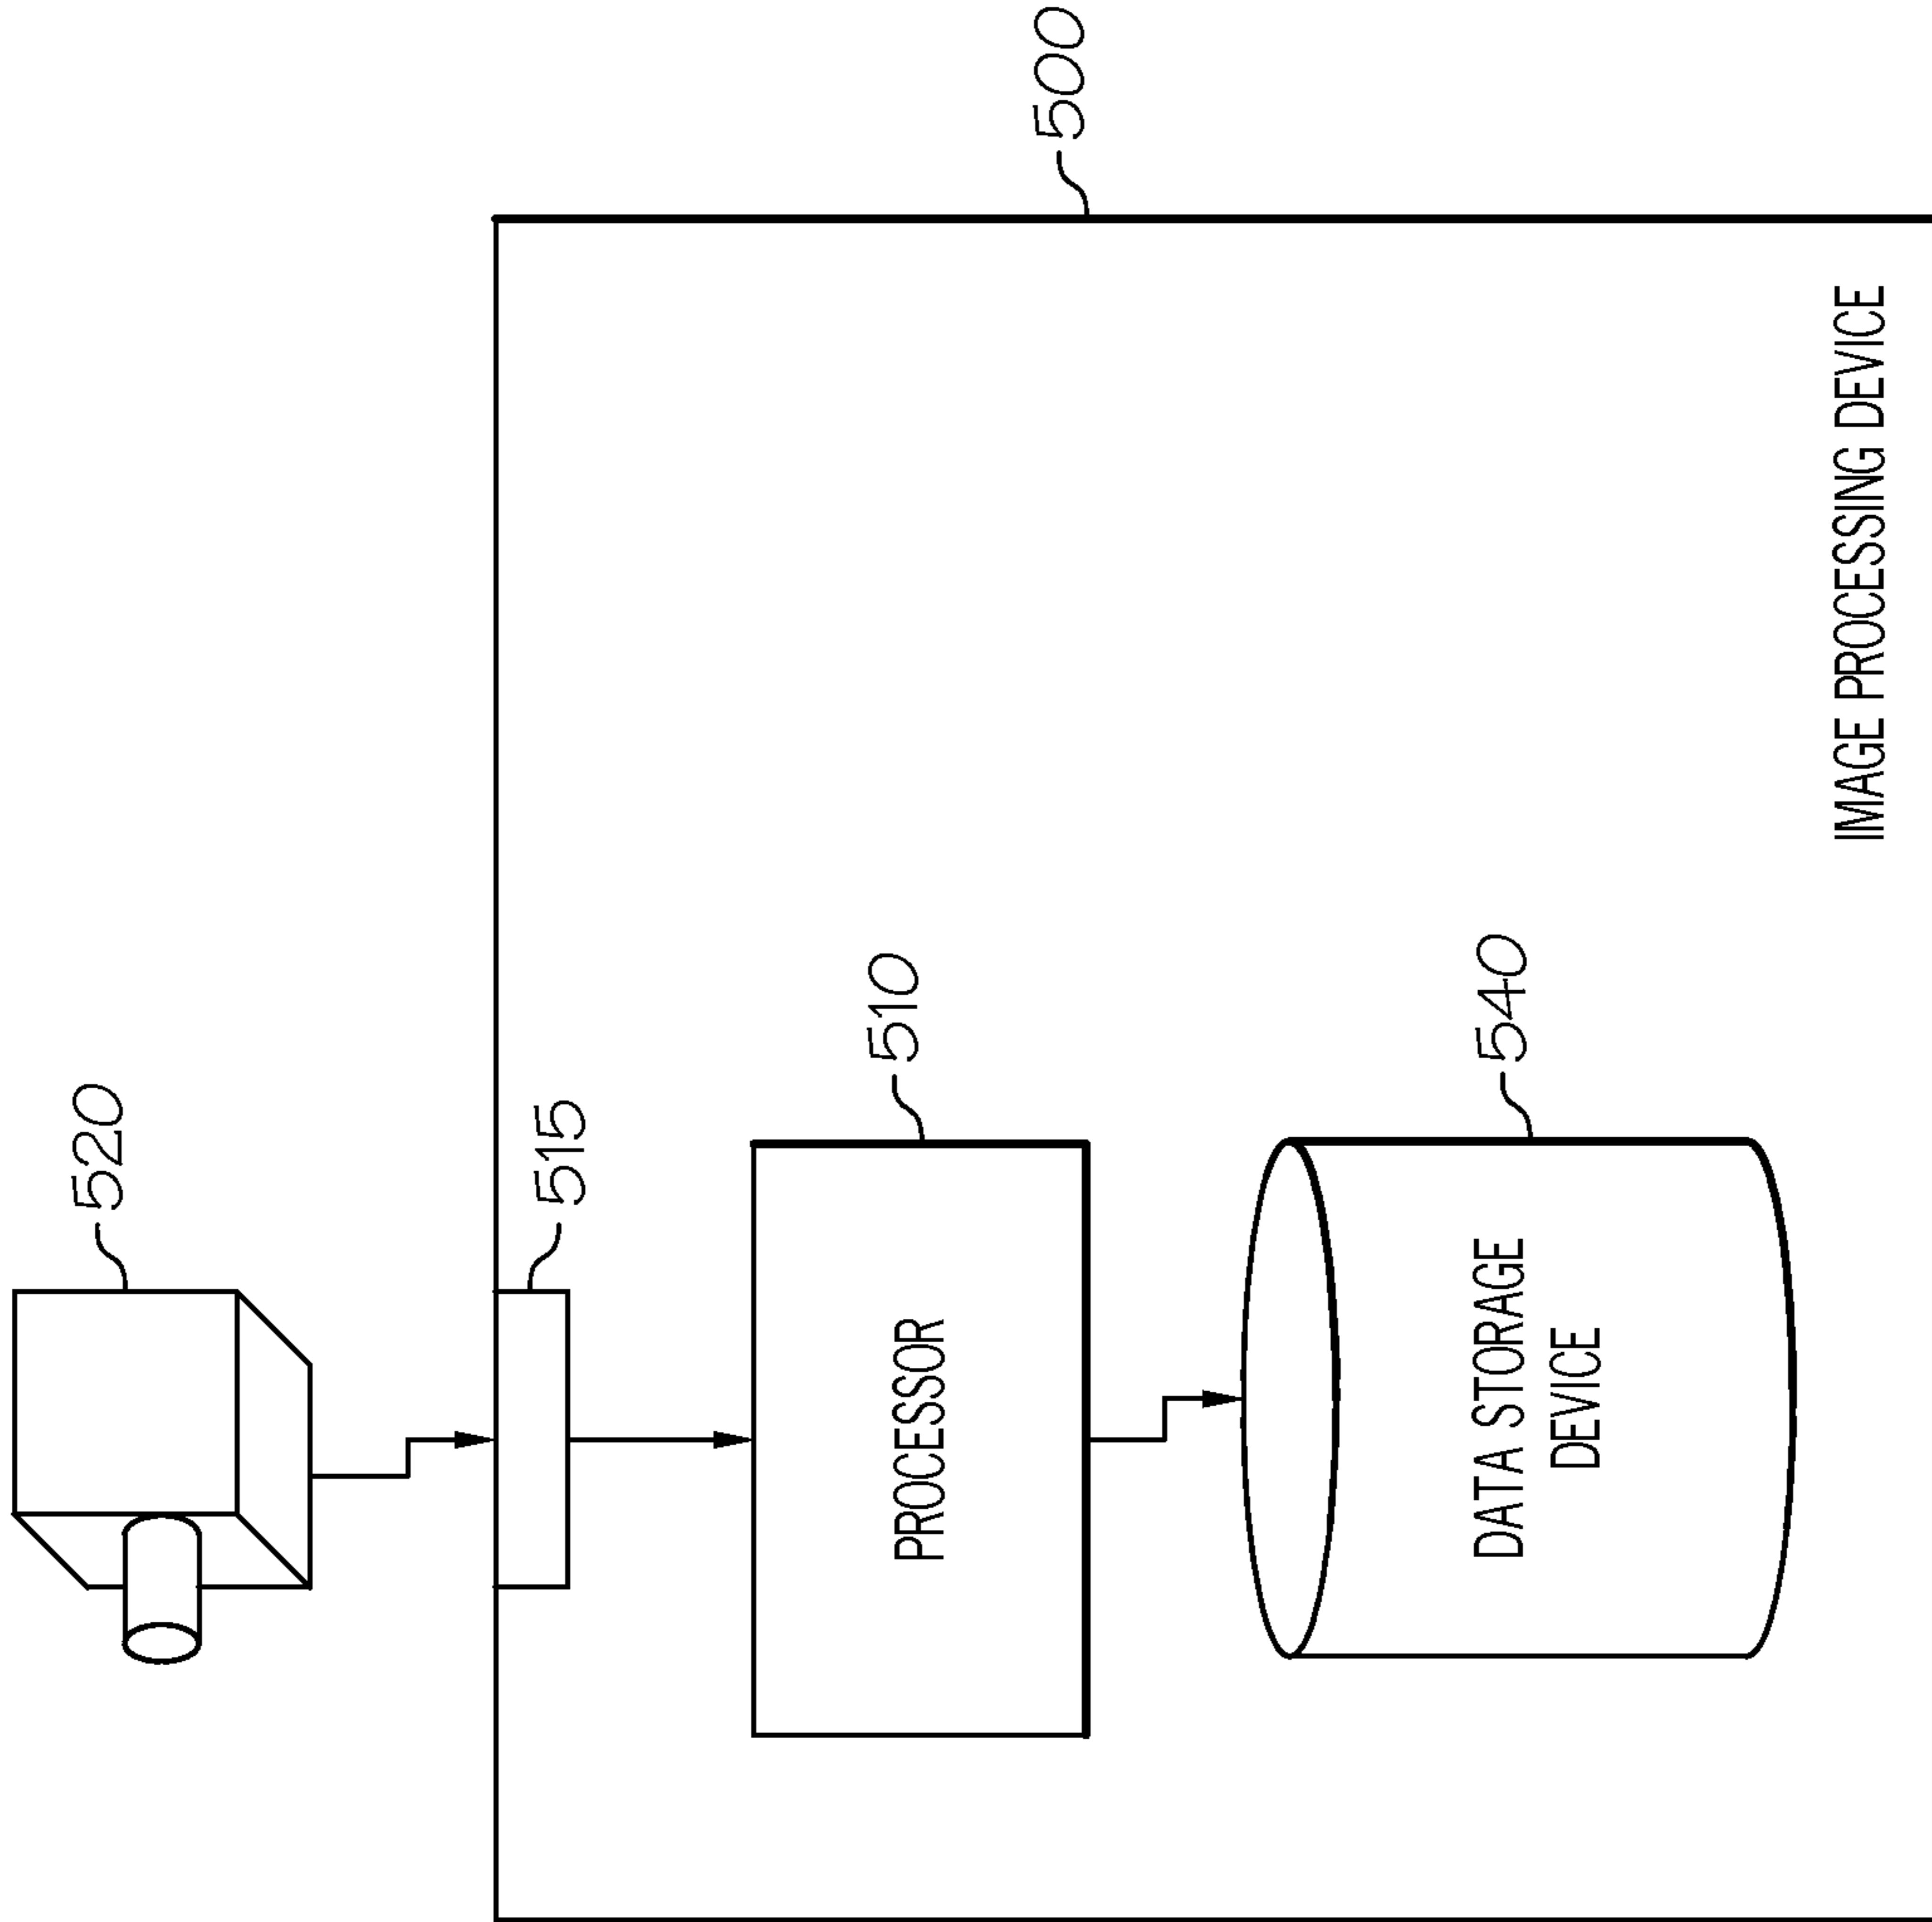 520
515
500
510
PROCESSOR
540
DATA STORAGE
DEVICE
IMAGE PROCESSING DEVICE